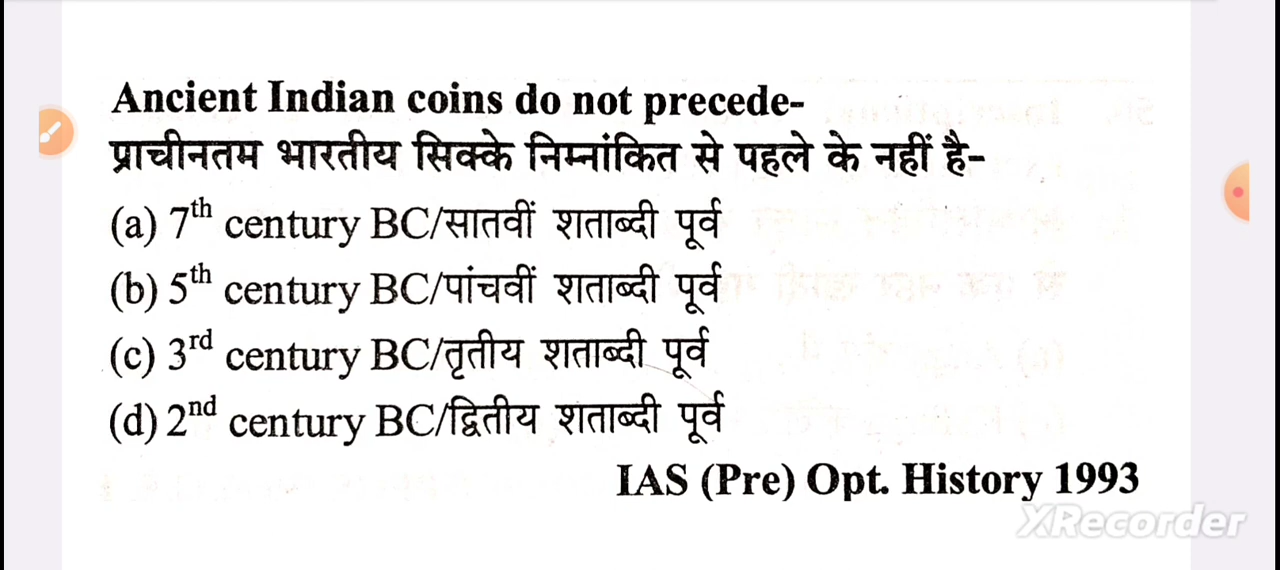 Ancient Indian coins do not precede-
प्राचीनतम भारतीय सिक्के निम्नांकित से पहले के नहीं है-
(a) 7th century BC/सातवीं शताब्दी पूर्व
(b) 5th century BC/पांचवीं शताब्दी पूर्व
(c) 3rd century BC/तृतीय शताब्दी पूर्व
(d) 2nd century BC/द्वितीय शताब्दी पूर्व
IAS (Pre) Opt. History 1993
XRecorder